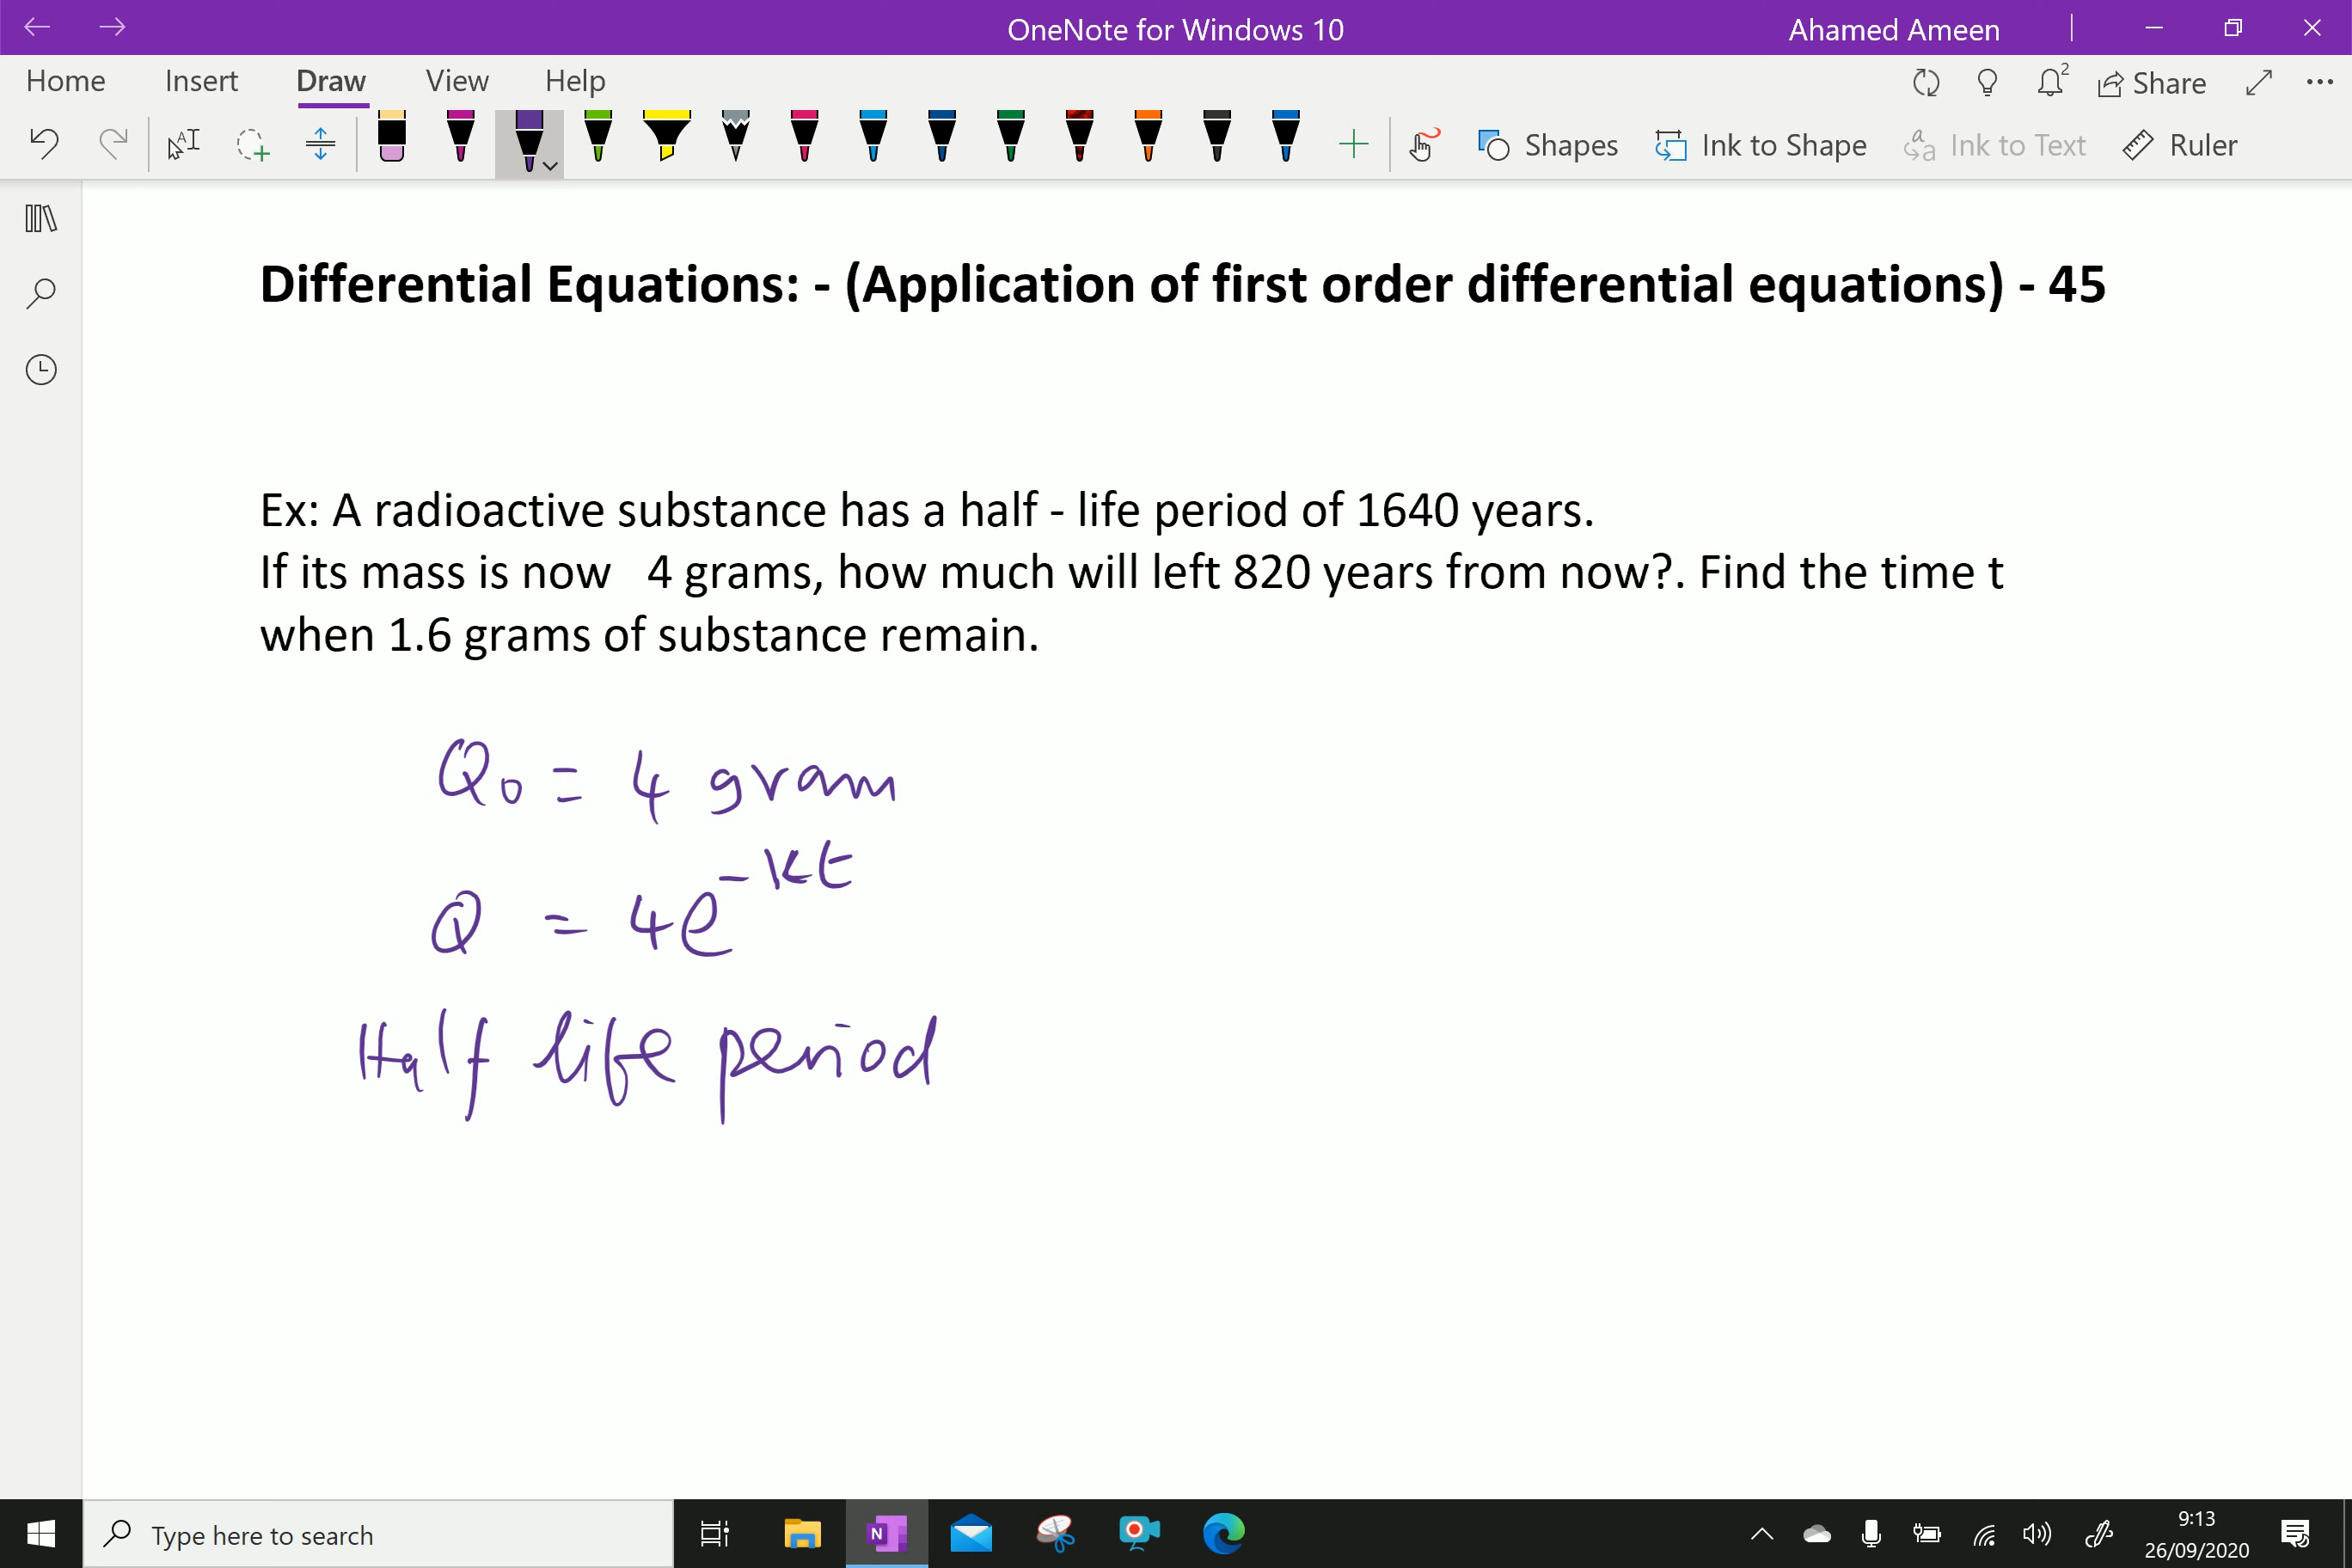 OneNote for Windows 10
Ahamed Ameen
Home Insert Draw View Help
2 Share
Shapes Ink to Shape Ink to Text Ruler
Differential Equations: - (Application of first order differential equations) - 45
Ex: A radioactive substance has a half - life period of 1640 years.
If its mass is now 4 grams, how much will left 820 years from now?. Find the time t
when 1.6 grams of substance remain.
Q₀ = 4 gram
Q = 4e^-kt
Half life period
Type here to search
N
9:13
26/09/2020